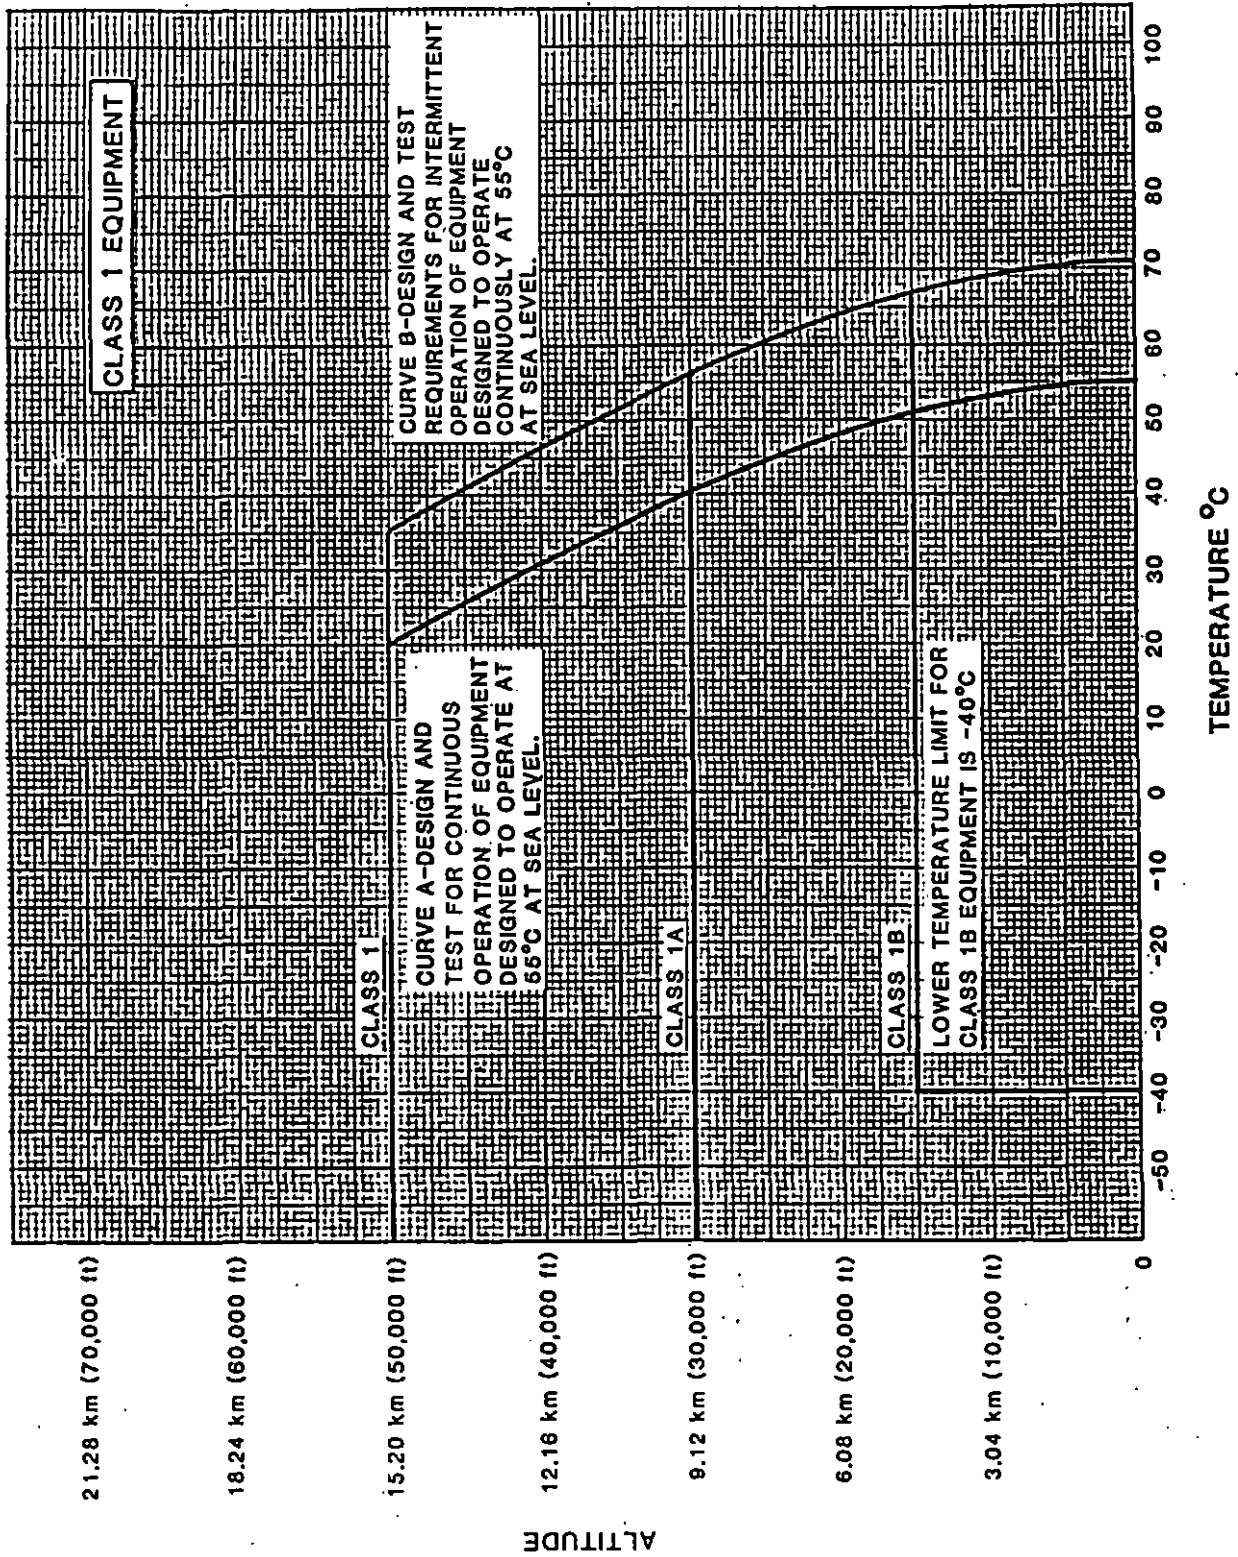 CLASS 1 EQUIPMENT
CURVE B-DESIGN AND TEST
REQUIREMENTS FOR INTERMITTENT
OPERATION OF EQUIPMENT
DESIGNED TO OPERATE
CONTINUOUSLY AT 55°C
AT SEA LEVEL.
CURVE A-DESIGN AND
TEST FOR CONTINUOUS
OPERATION OF EQUIPMENT
DESIGNED TO OPERATE AT
55°C AT SEA LEVEL.
CLASS 1
CLASS 1A
CLASS 1B
LOWER TEMPERATURE LIMIT FOR
CLASS 1B EQUIPMENT IS -40°C
ALTITUDE
21.28 km (70,000 ft)
18.24 km (60,000 ft)
15.20 km (50,000 ft)
12.16 km (40,000 ft)
9.12 km (30,000 ft)
6.08 km (20,000 ft)
3.04 km (10,000 ft)
0
-50 -40 -30 -20 -10 0 10 20 30 40 50 60 70 80 90 100
TEMPERATURE °C